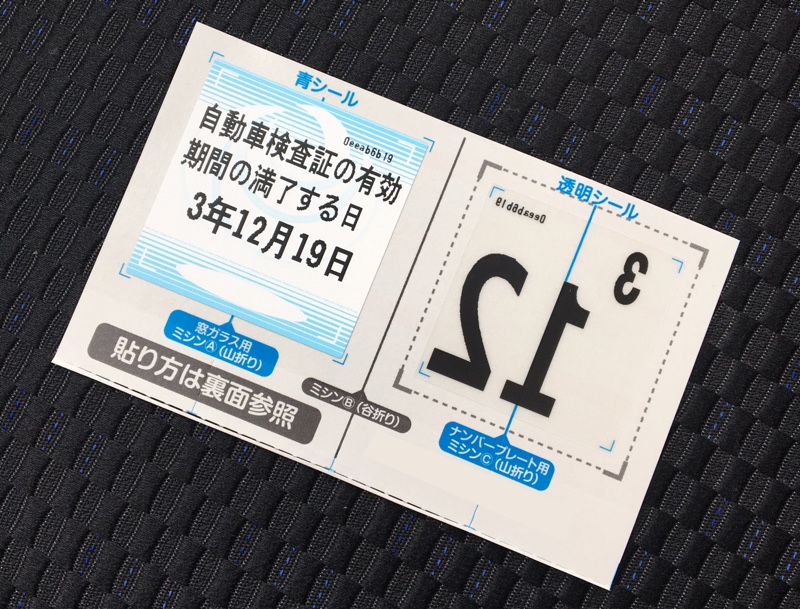 青シール
0eeab6b19
自動車検査証の有効
期間の満了する日
3年12月19日
窓ガラス用
ミシンⒶ(山折り)
貼り方は裏面参照
ミシンⒷ(谷折り)
透明シール
0eeab6b19
3
12
ナンバープレート用
ミシンⒸ(山折り)